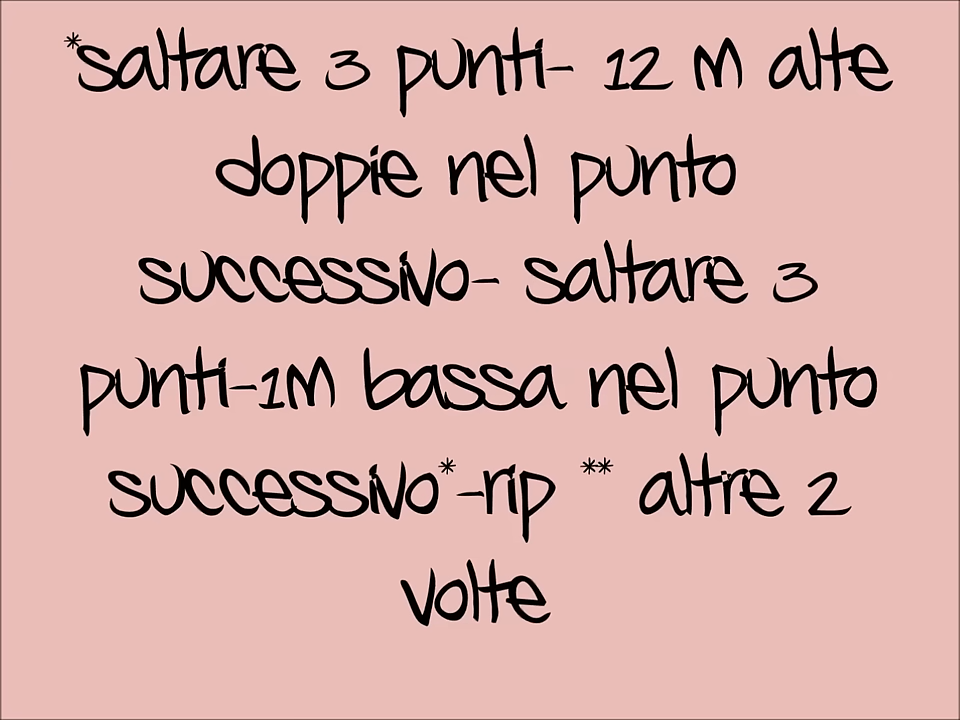 *saltare 3 punti- 12 M alte
doppie nel punto
successivo- saltare 3
punti-1M bassa nel punto
successivo*-rip ** altre 2
volte